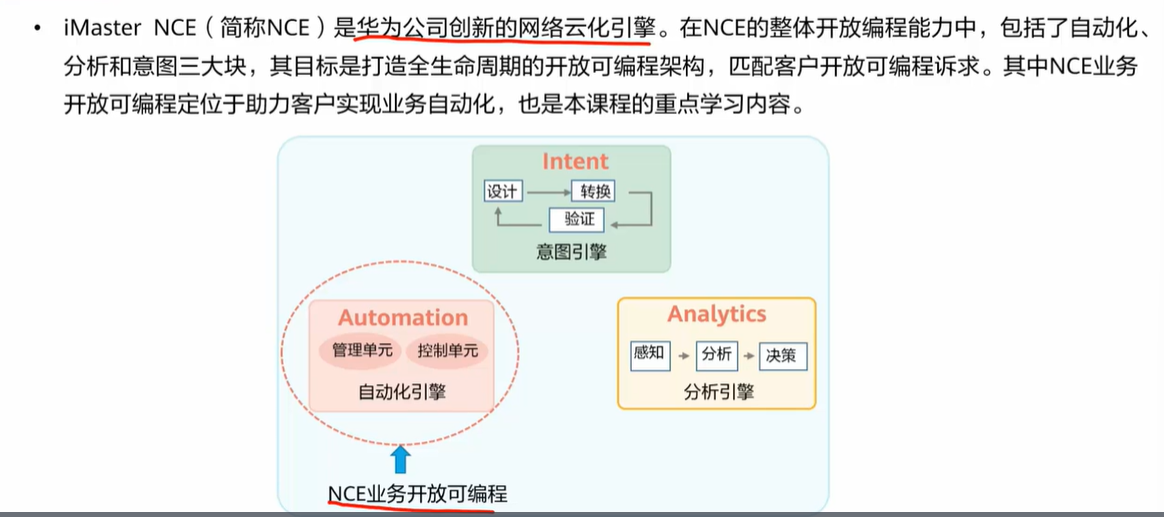 • iMaster NCE（简称NCE）是华为公司创新的网络云化引擎。在NCE的整体开放编程能力中，包括了自动化、
分析和意图三大块，其目标是打造全生命周期的开放可编程架构，匹配客户开放可编程诉求。其中NCE业务
开放可编程定位于助力客户实现业务自动化，也是本课程的重点学习内容。
Intent
设计 转换
验证
意图引擎
Automation
管理单元 控制单元
自动化引擎
Analytics
感知 分析 决策
分析引擎
NCE业务开放可编程